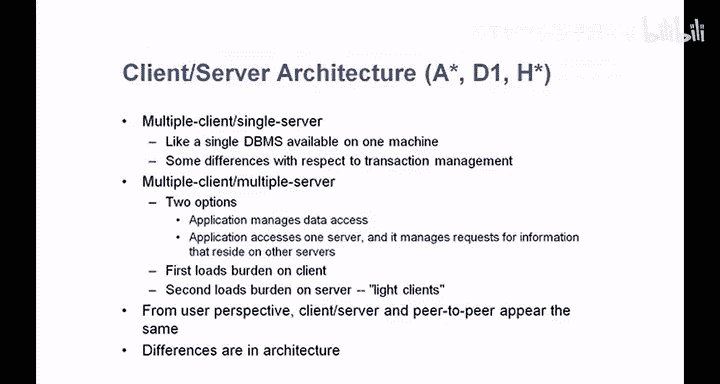 bilibili
Client/Server Architecture (A*, D1, H*)
• Multiple-client/single-server
– Like a single DBMS available on one machine
– Some differences with respect to transaction management
• Multiple-client/multiple-server
– Two options
• Application manages data access
• Application accesses one server, and it manages requests for information
that reside on other servers
– First loads burden on client
– Second loads burden on server -- "light clients"
• From user perspective, client/server and peer-to-peer appear the
same
• Differences are in architecture